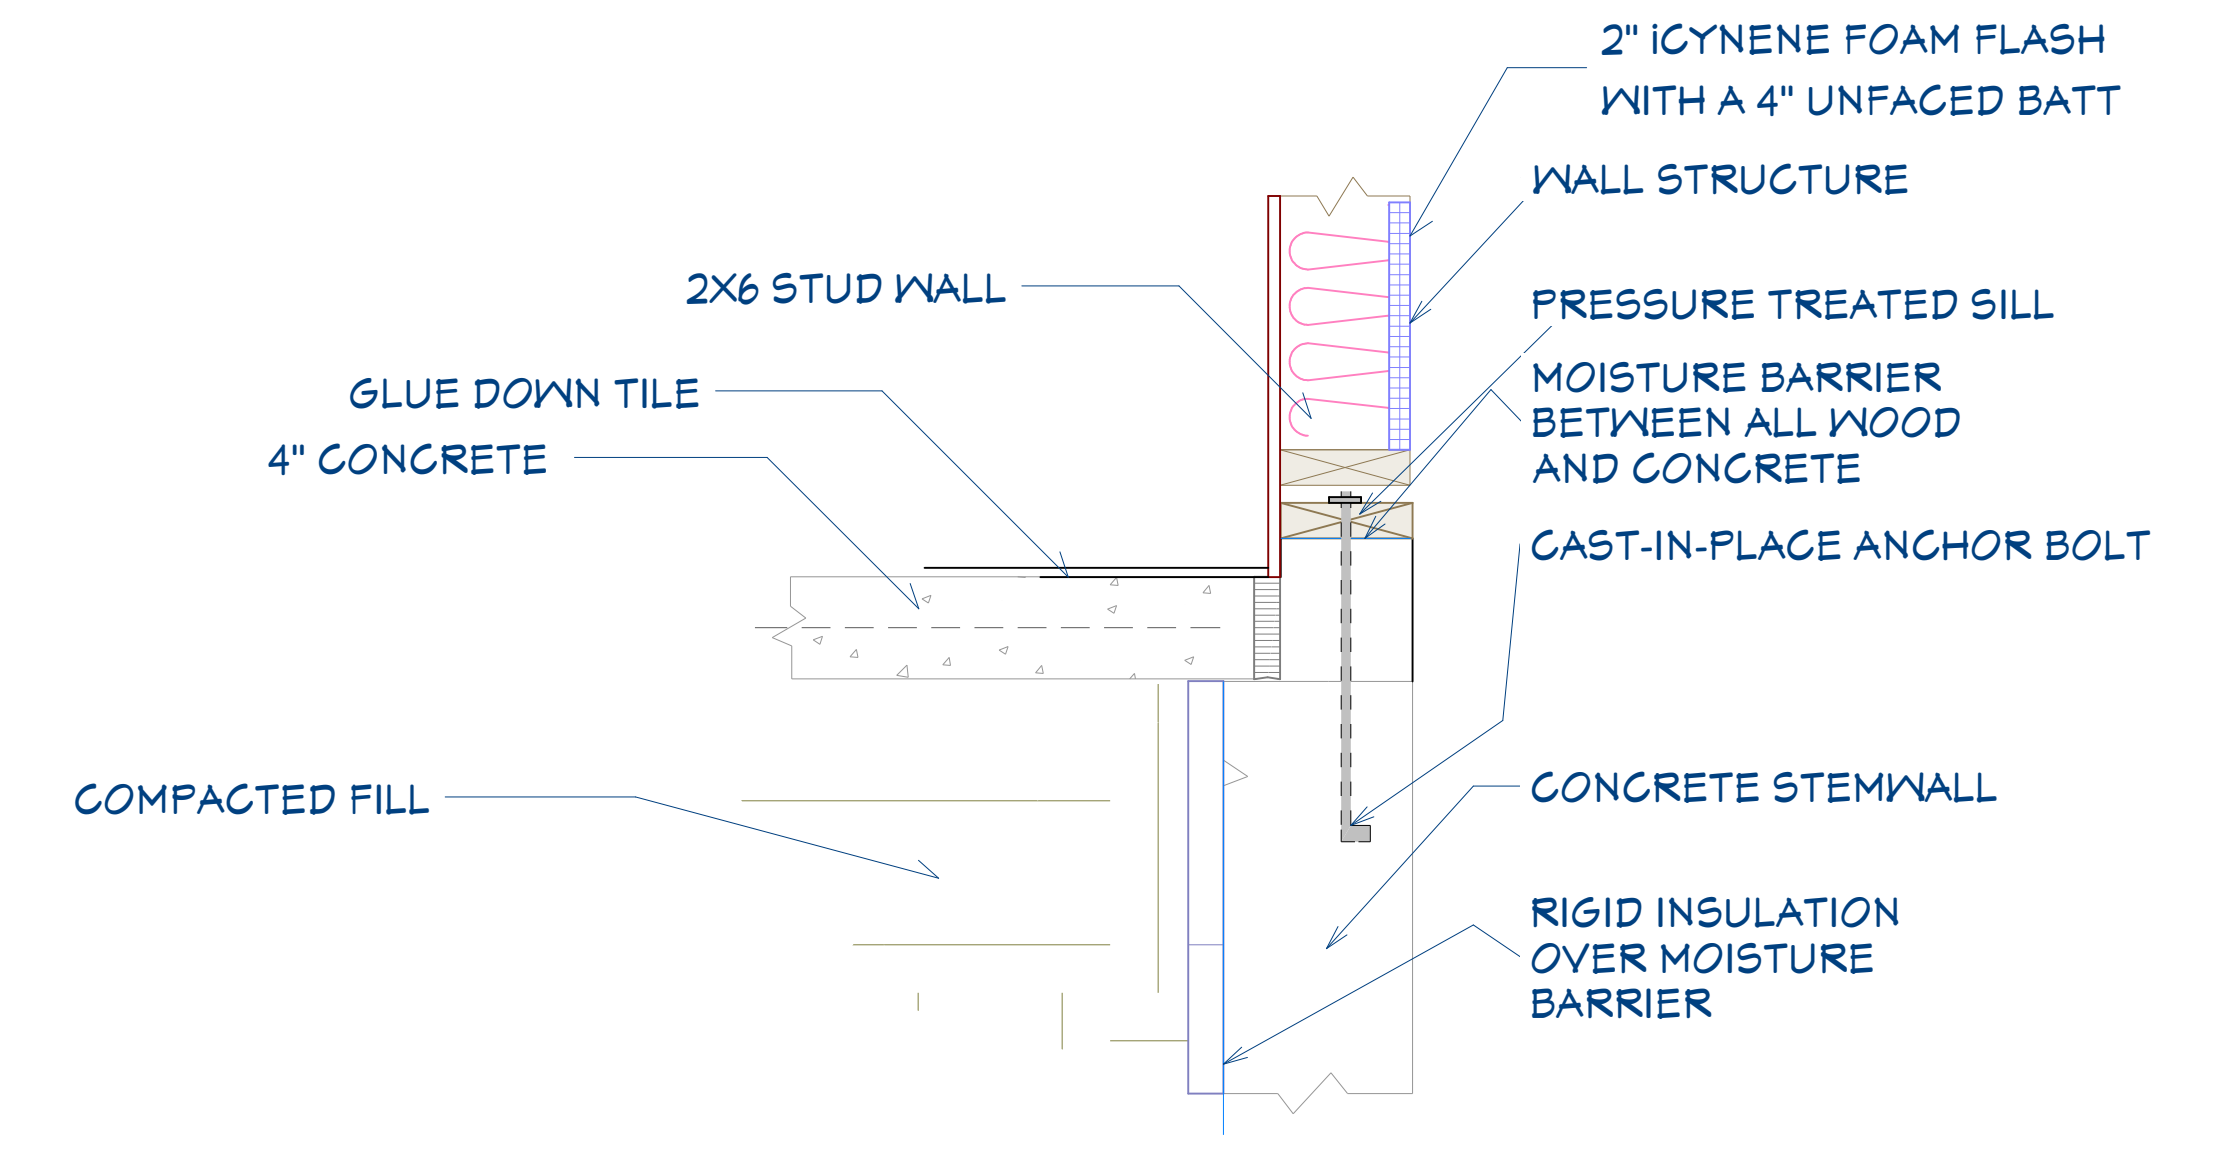 2" iCYNENE FOAM FLASH
WITH A 4" UNFACED BATT
WALL STRUCTURE
2X6 STUD WALL
PRESSURE TREATED SILL
GLUE DOWN TILE
MOISTURE BARRIER
BETWEEN ALL WOOD
AND CONCRETE
4" CONCRETE
CAST-IN-PLACE ANCHOR BOLT
COMPACTED FILL
CONCRETE STEMWALL
RIGID INSULATION
OVER MOISTURE
BARRIER